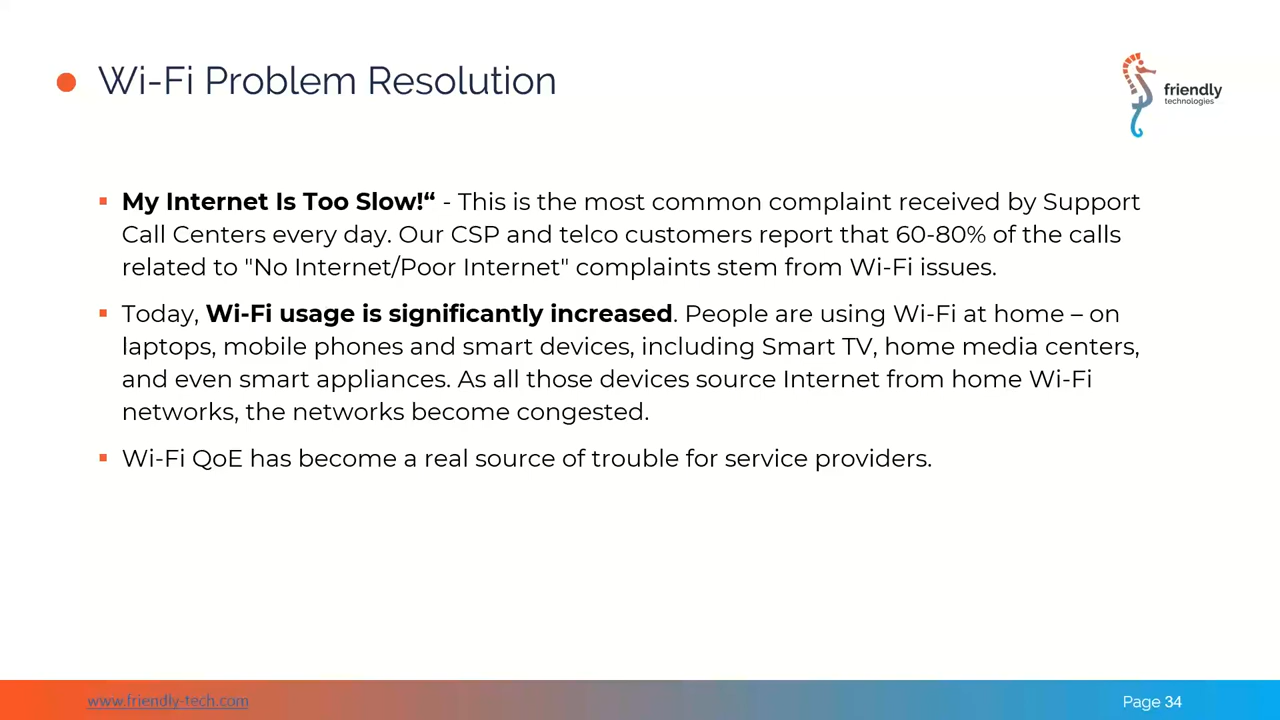 Wi-Fi Problem Resolution
friendly
technologies
▪ My Internet Is Too Slow!“ - This is the most common complaint received by Support
Call Centers every day. Our CSP and telco customers report that 60-80% of the calls
related to "No Internet/Poor Internet" complaints stem from Wi-Fi issues.
▪ Today, Wi-Fi usage is significantly increased. People are using Wi-Fi at home – on
laptops, mobile phones and smart devices, including Smart TV, home media centers,
and even smart appliances. As all those devices source Internet from home Wi-Fi
networks, the networks become congested.
▪ Wi-Fi QoE has become a real source of trouble for service providers.
www.friendly-tech.com
Page 34